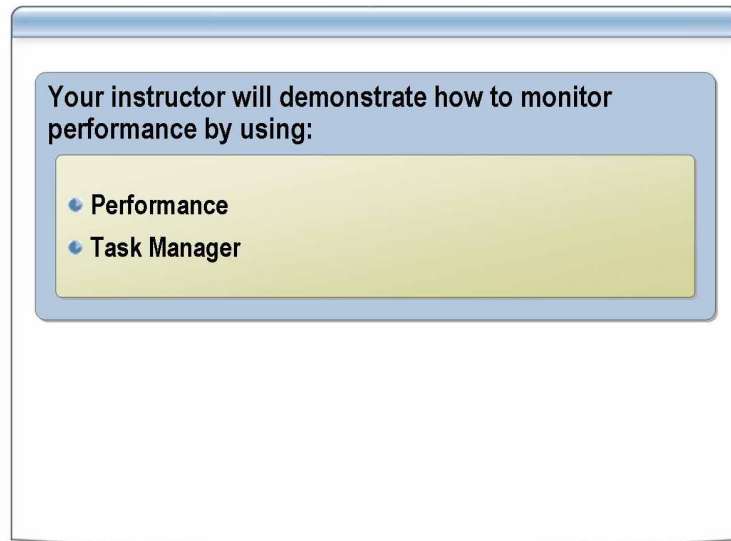 Your instructor will demonstrate how to monitor
performance by using:
Performance
Task Manager